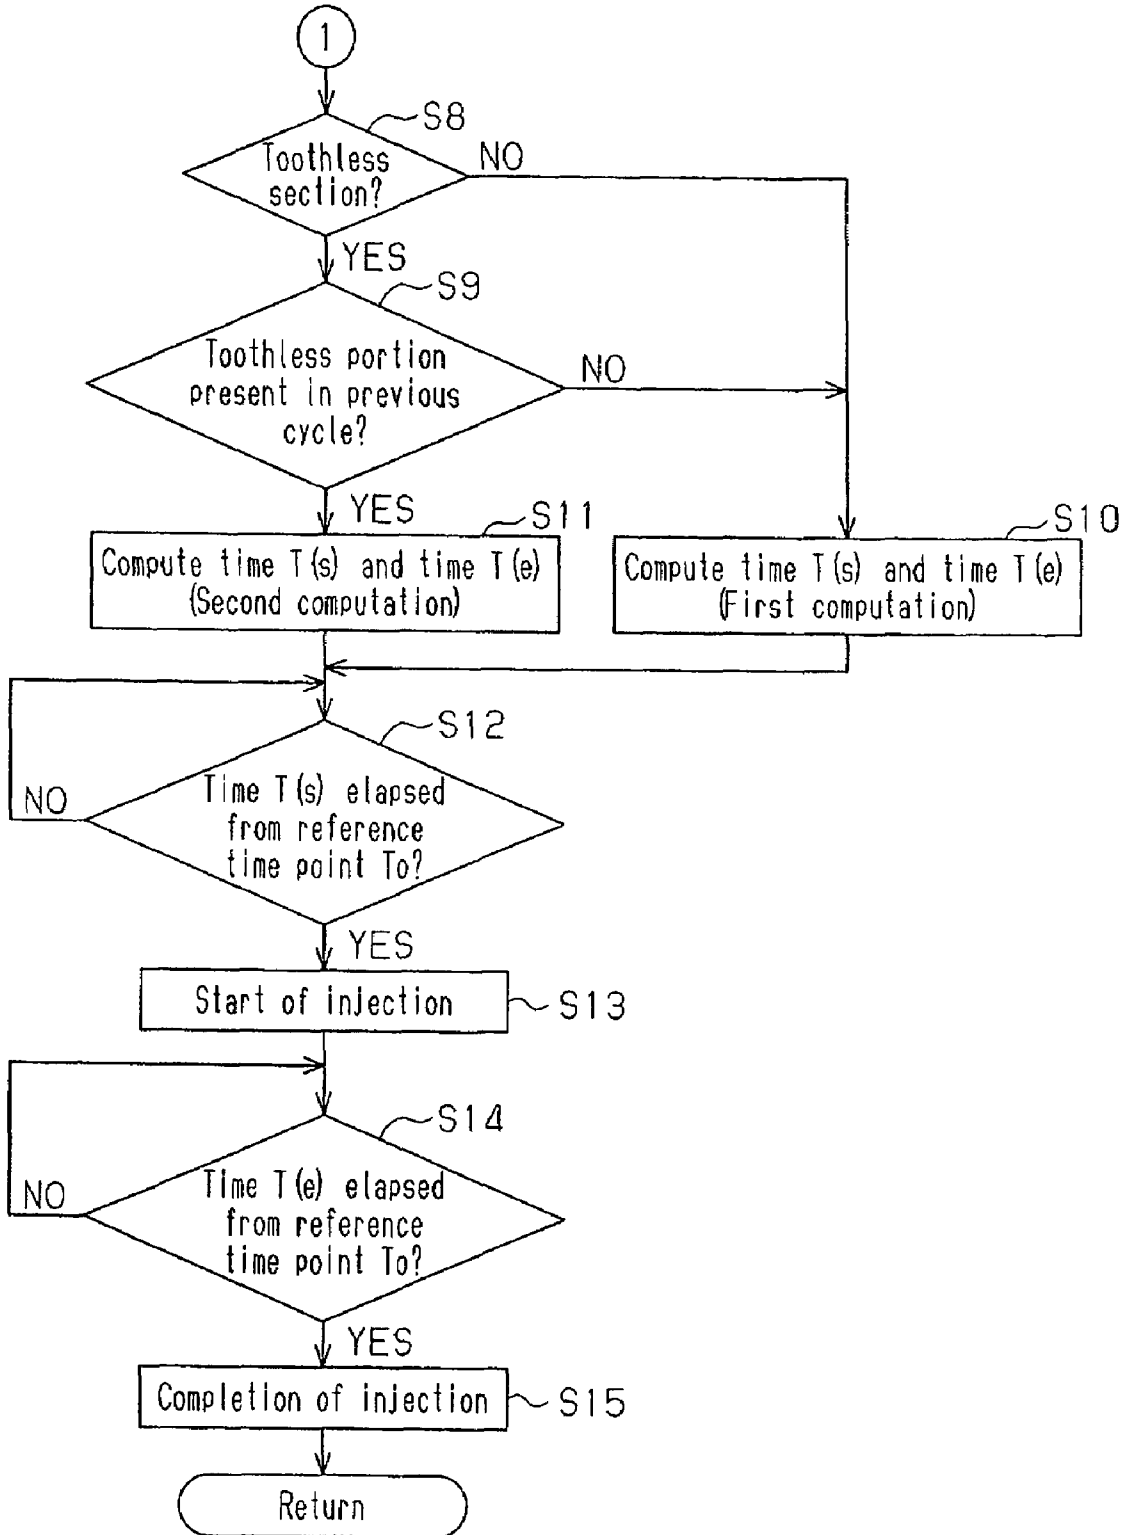 1
S8
Toothless
section?
NO
YES
S9
Toothless portion
present in previous
cycle?
NO
YES
S11
Compute time T(s) and time T(e)
(Second computation)
S10
Compute time T(s) and time T(e)
(First computation)
S12
Time T(s) elapsed
from reference
time point To?
NO
YES
Start of injection
S13
S14
Time T(e) elapsed
from reference
time point To?
NO
YES
Completion of injection
S15
Return